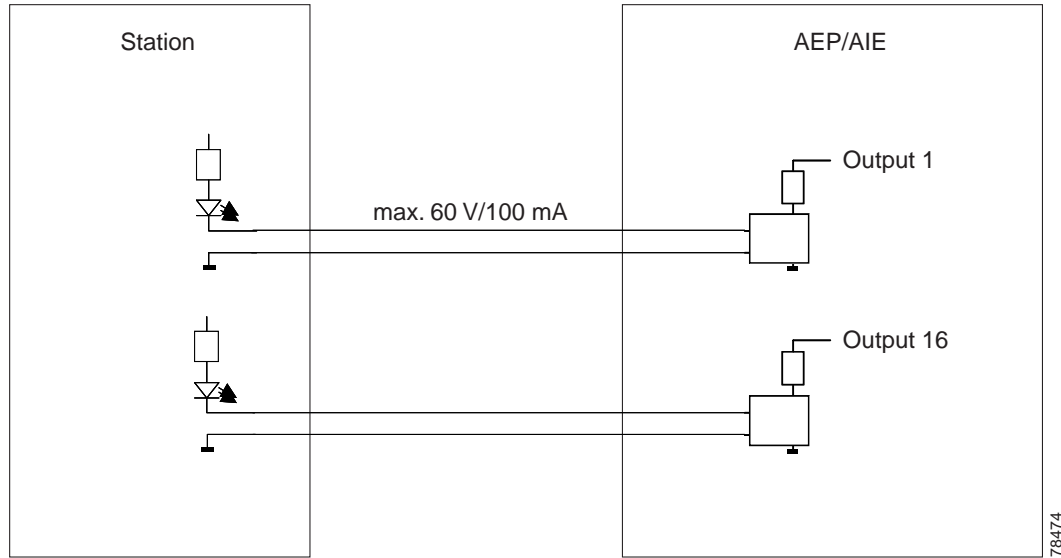 Station
AEP/AIE
Output 1
max. 60 V/100 mA
Output 16
78474